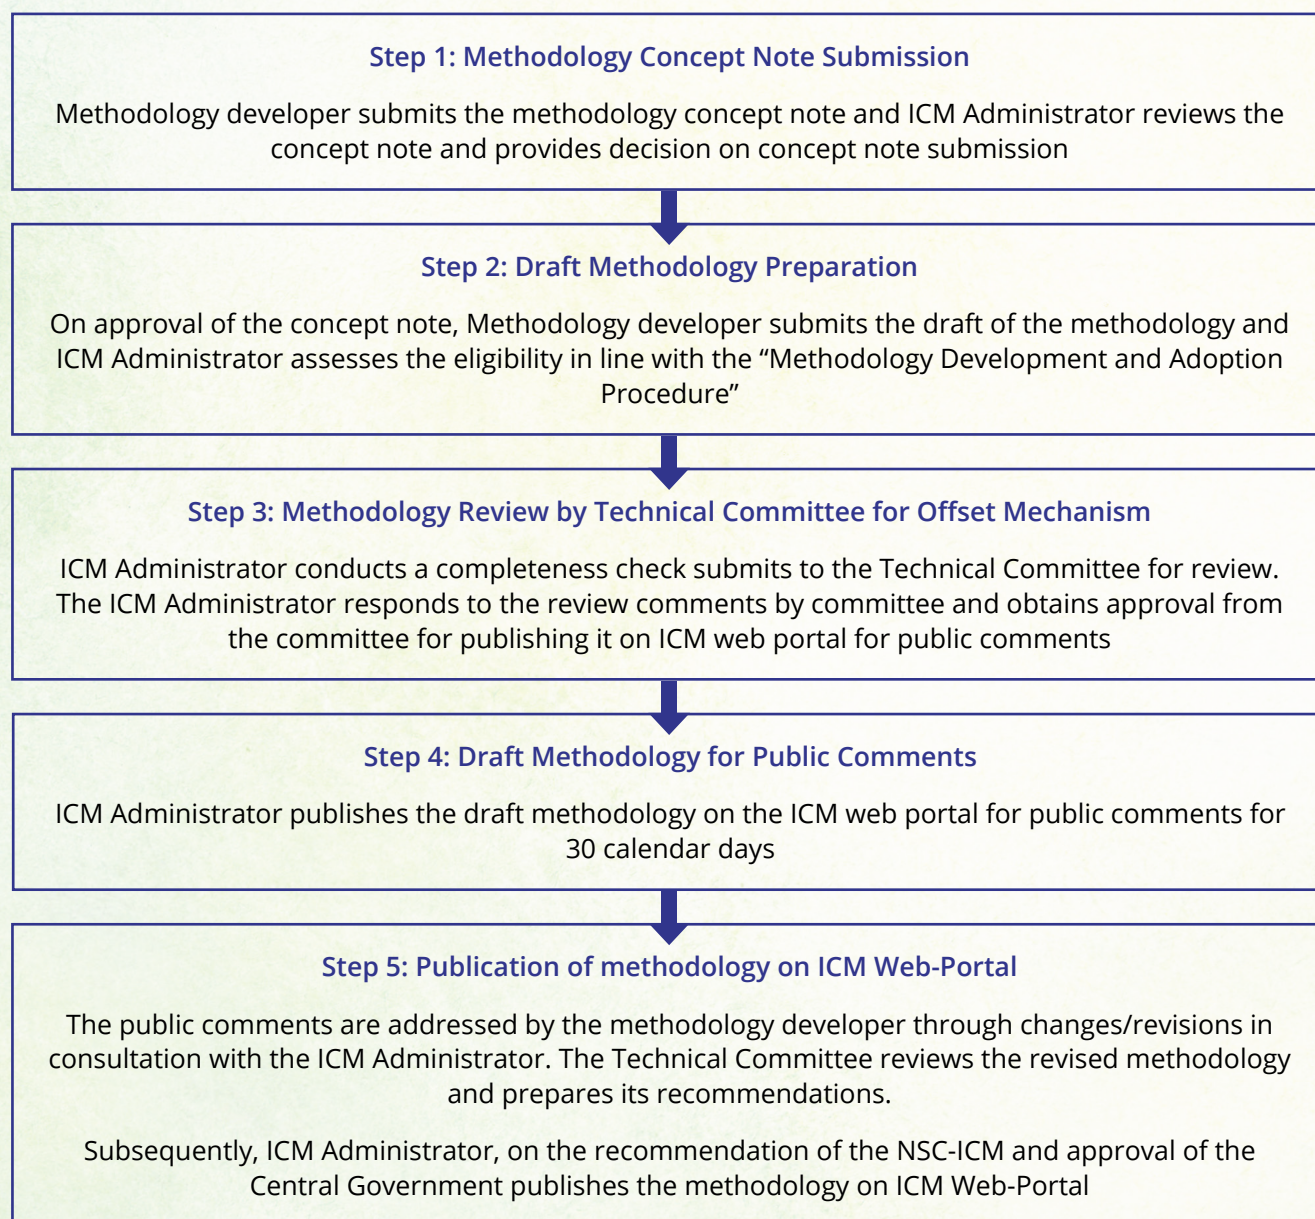 Step 1: Methodology Concept Note Submission
Methodology developer submits the methodology concept note and ICM Administrator reviews the
concept note and provides decision on concept note submission
Step 2: Draft Methodology Preparation
On approval of the concept note, Methodology developer submits the draft of the methodology and
ICM Administrator assesses the eligibility in line with the “Methodology Development and Adoption
Procedure”
Step 3: Methodology Review by Technical Committee for Offset Mechanism
ICM Administrator conducts a completeness check submits to the Technical Committee for review.
The ICM Administrator responds to the review comments by committee and obtains approval from
the committee for publishing it on ICM web portal for public comments
Step 4: Draft Methodology for Public Comments
ICM Administrator publishes the draft methodology on the ICM web portal for public comments for
30 calendar days
Step 5: Publication of methodology on ICM Web-Portal
The public comments are addressed by the methodology developer through changes/revisions in
consultation with the ICM Administrator. The Technical Committee reviews the revised methodology
and prepares its recommendations.
Subsequently, ICM Administrator, on the recommendation of the NSC-ICM and approval of the
Central Government publishes the methodology on ICM Web-Portal